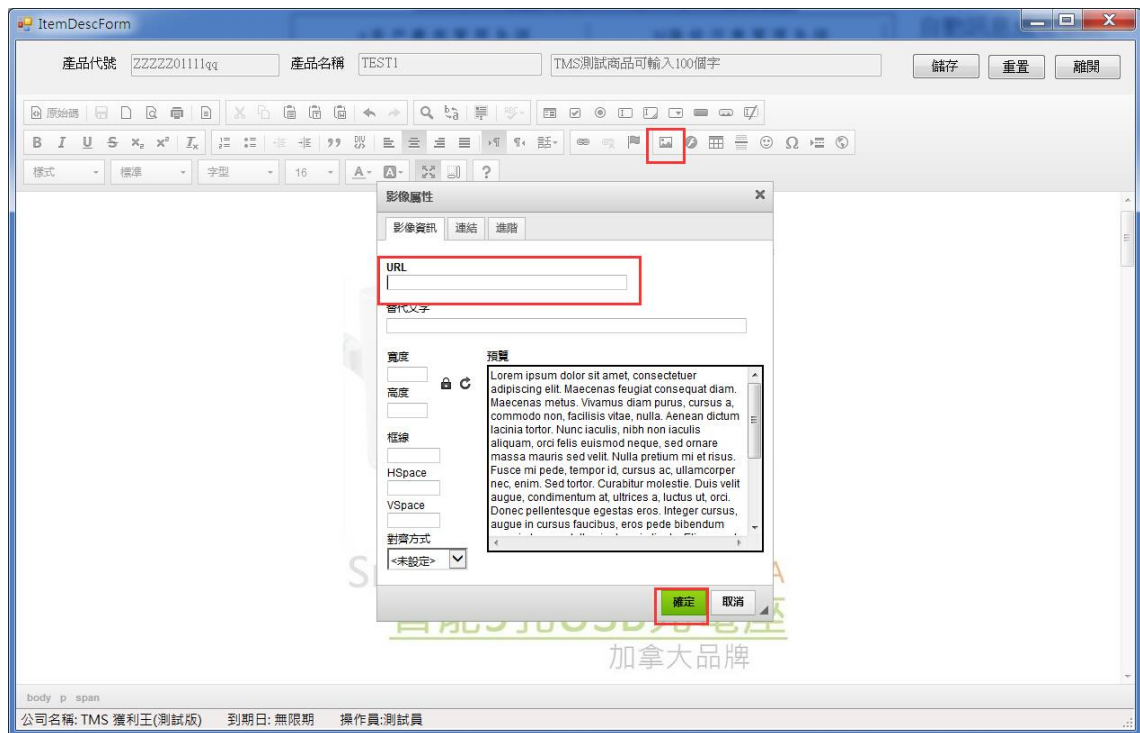 ItemDescForm
產品代號 ZZZZZ01111qq 產品名稱 TEST1 TMS測試商品可輸入100個字 儲存 重置 離開
原始碼
B I U S x₂ x² Iₓ
樣式 標準 字型 16 A A ?
影像屬性
影像資訊 連結 進階
URL
替代文字
寬度 預覽
高度
框線
HSpace
VSpace
對齊方式
<未設定>
Lorem ipsum dolor sit amet, consectetuer
adipiscing elit. Maecenas feugiat consequat diam.
Maecenas metus. Vivamus diam purus, cursus a,
commodo non, facilisis vitae, nulla. Aenean dictum
lacinia tortor. Nunc iaculis, nibh non iaculis
aliquam, orci felis euismod neque, sed ornare
massa mauris sed velit. Nulla pretium mi et risus.
Fusce mi pede, tempor id, cursus ac, ullamcorper
nec, enim. Sed tortor. Curabitur molestie. Duis velit
augue, condimentum at, ultrices a, luctus ut, orci.
Donec pellentesque egestas eros. Integer cursus,
augue in cursus faucibus, eros pede bibendum
確定 取消
加拿大品牌
body p span
公司名稱: TMS 獲利王(測試版) 到期日: 無限期 操作員:測試員